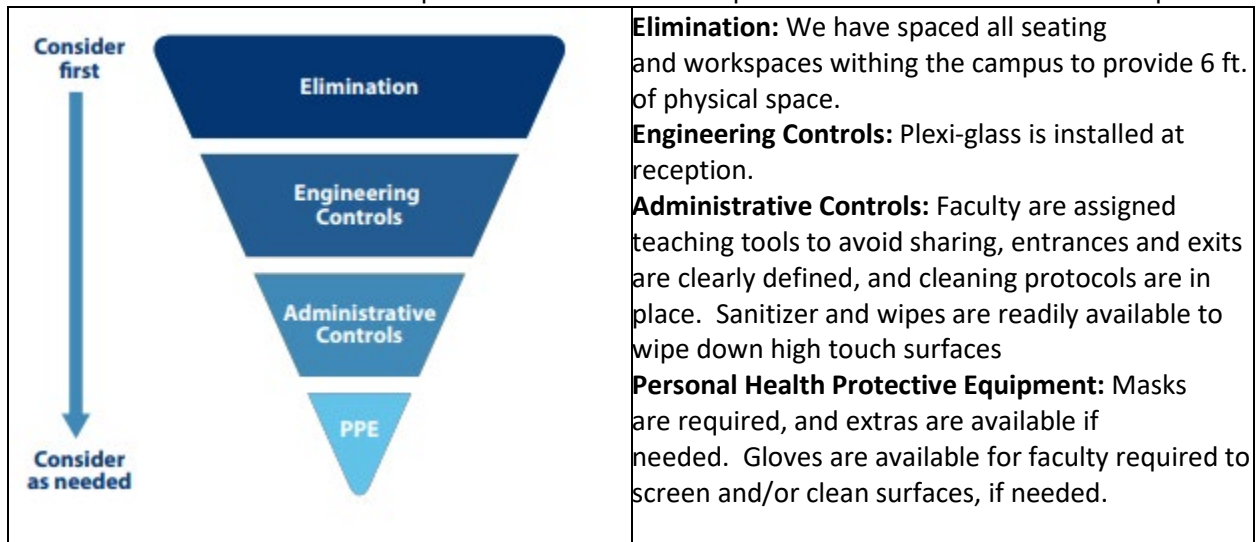 Consider
first
Elimination
Engineering
Controls
Administrative
Controls
PPE
Consider
as needed
Elimination: We have spaced all seating
and workspaces withing the campus to provide 6 ft.
of physical space.
Engineering Controls: Plexi-glass is installed at
reception.
Administrative Controls: Faculty are assigned
teaching tools to avoid sharing, entrances and exits
are clearly defined, and cleaning protocols are in
place.  Sanitizer and wipes are readily available to
wipe down high touch surfaces
Personal Health Protective Equipment: Masks
are required, and extras are available if
needed.  Gloves are available for faculty required to
screen and/or clean surfaces, if needed.